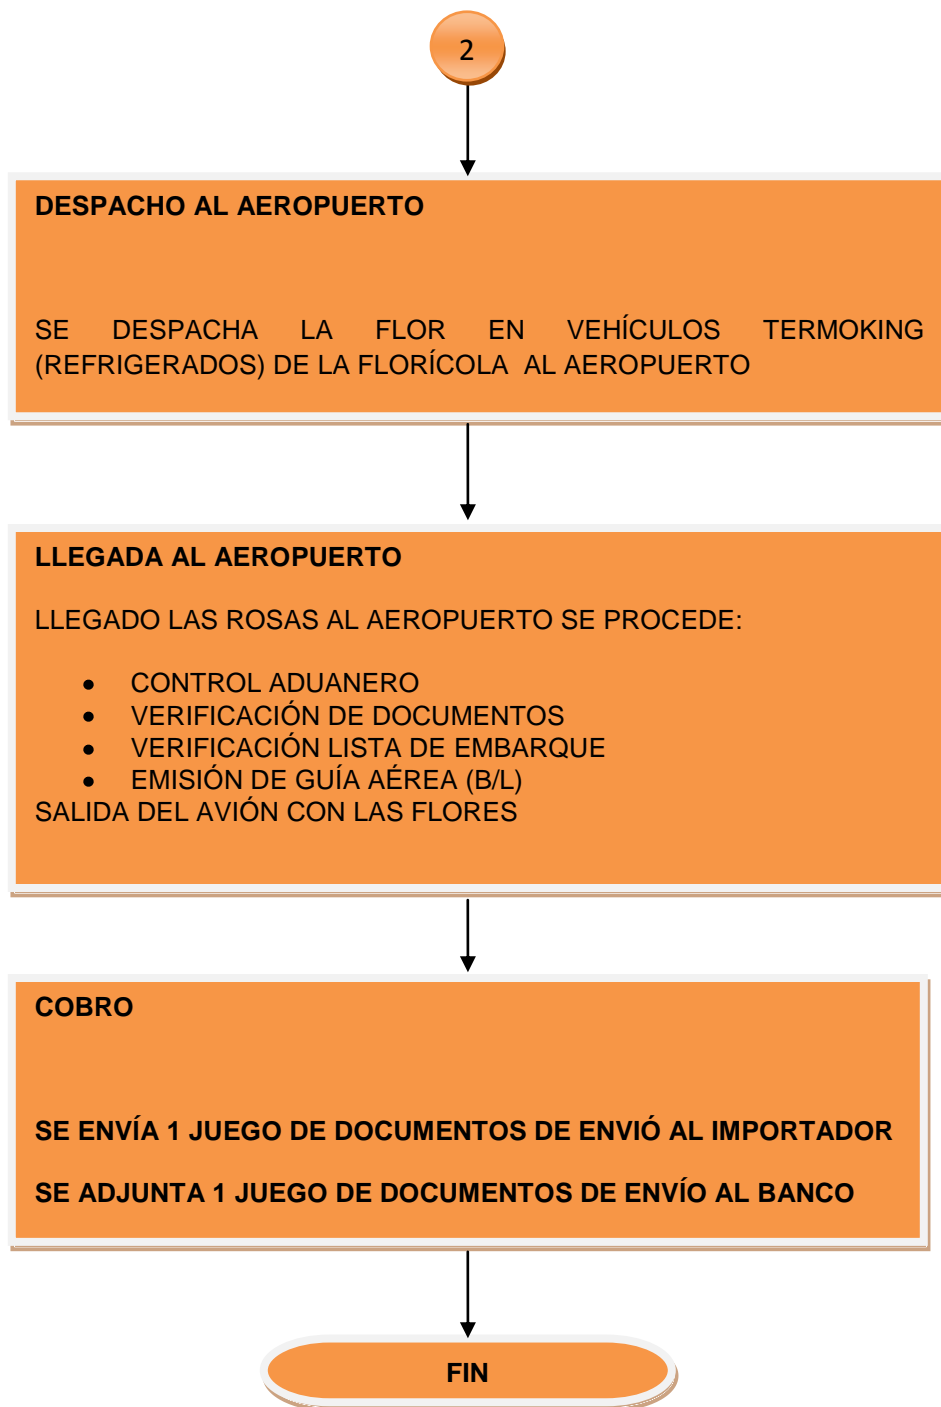 2
DESPACHO AL AEROPUERTO
SE DESPACHA LA FLOR EN VEHÍCULOS TERMOKING
(REFRIGERADOS) DE LA FLORÍCOLA AL AEROPUERTO
LLEGADA AL AEROPUERTO
LLEGADO LAS ROSAS AL AEROPUERTO SE PROCEDE:
• CONTROL ADUANERO
• VERIFICACIÓN DE DOCUMENTOS
• VERIFICACIÓN LISTA DE EMBARQUE
• EMISIÓN DE GUÍA AÉREA (B/L)
SALIDA DEL AVIÓN CON LAS FLORES
COBRO
SE ENVÍA 1 JUEGO DE DOCUMENTOS DE ENVIÓ AL IMPORTADOR
SE ADJUNTA 1 JUEGO DE DOCUMENTOS DE ENVÍO AL BANCO
FIN